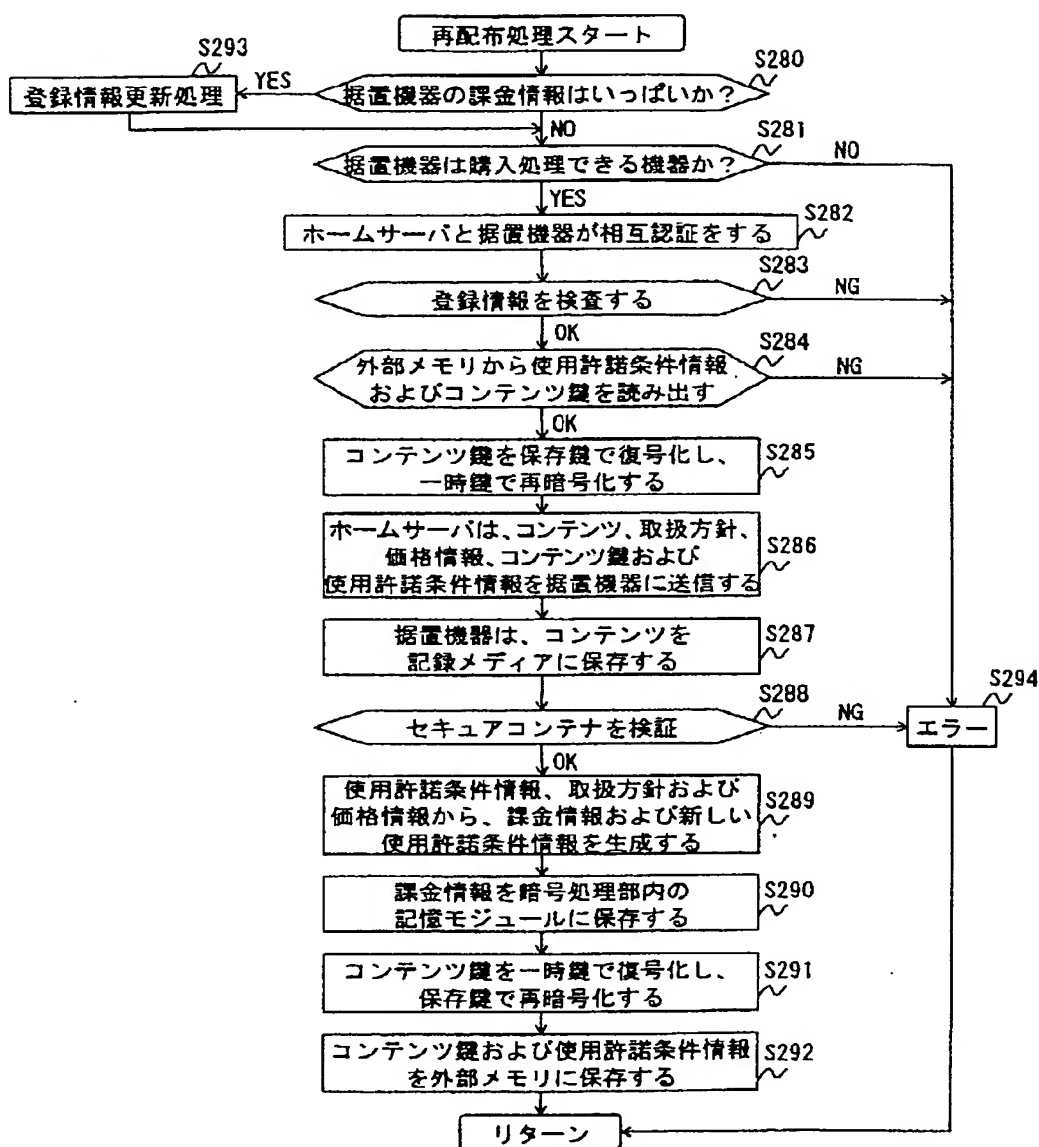 再配布処理スタート
S293
S280
登録情報更新処理
YES
据置機器の課金情報はいっぱいか?
NO
S281
据置機器は購入処理できる機器か?
NO
YES
S282
ホームサーバと据置機器が相互認証をする
S283
登録情報を検査する
NG
OK
S284
外部メモリから使用許諾条件情報
およびコンテンツ鍵を読み出す
NG
OK
コンテンツ鍵を保存鍵で復号化し、
一時鍵で再暗号化する
S285
ホームサーバは、コンテンツ、取扱方針、
価格情報、コンテンツ鍵および
使用許諾条件情報を据置機器に送信する
S286
据置機器は、コンテンツを
記録メディアに保存する
S287
S288
セキュアコンテナを検証
NG
S294
エラー
OK
使用許諾条件情報、取扱方針および
価格情報から、課金情報および新しい
使用許諾条件情報を生成する
S289
課金情報を暗号処理部内の
記憶モジュールに保存する
S290
コンテンツ鍵を一時鍵で復号化し、
保存鍵で再暗号化する
S291
コンテンツ鍵および使用許諾条件情報
を外部メモリに保存する
S292
リターン